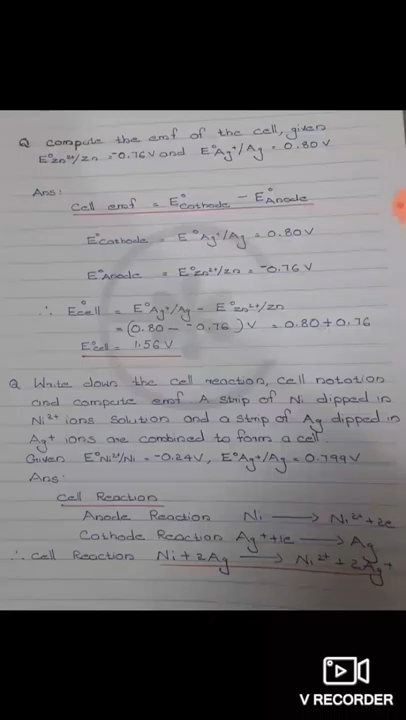 Q compute the emf of the cell, given
E°Zn²⁺/Zn = -0.76V and E°Ag⁺/Ag = 0.80V
Ans:
Cell emf = E°Cathode - E°Anode
E°Cathode = E°Ag⁺/Ag = 0.80V
E°Anode = E°Zn²⁺/Zn = -0.76V
∴ E°cell = E°Ag⁺/Ag - E°Zn²⁺/Zn
= (0.80 - -0.76)V = 0.80 + 0.76
E°cell = 1.56V
Q Write down the cell reaction, cell notation
and compute emf A strip of Ni dipped in
Ni²⁺ ions solution and a strip of Ag dipped in
Ag⁺ ions are combined to form a cell.
Given E°Ni²⁺/Ni = -0.24V, E°Ag⁺/Ag = 0.799V
Ans:
Cell Reaction
Anode Reaction Ni → Ni²⁺+2e
Cathode Reaction Ag⁺+1e → Ag
∴ Cell Reaction Ni + 2Ag → Ni²⁺ + 2Ag⁺
V RECORDER